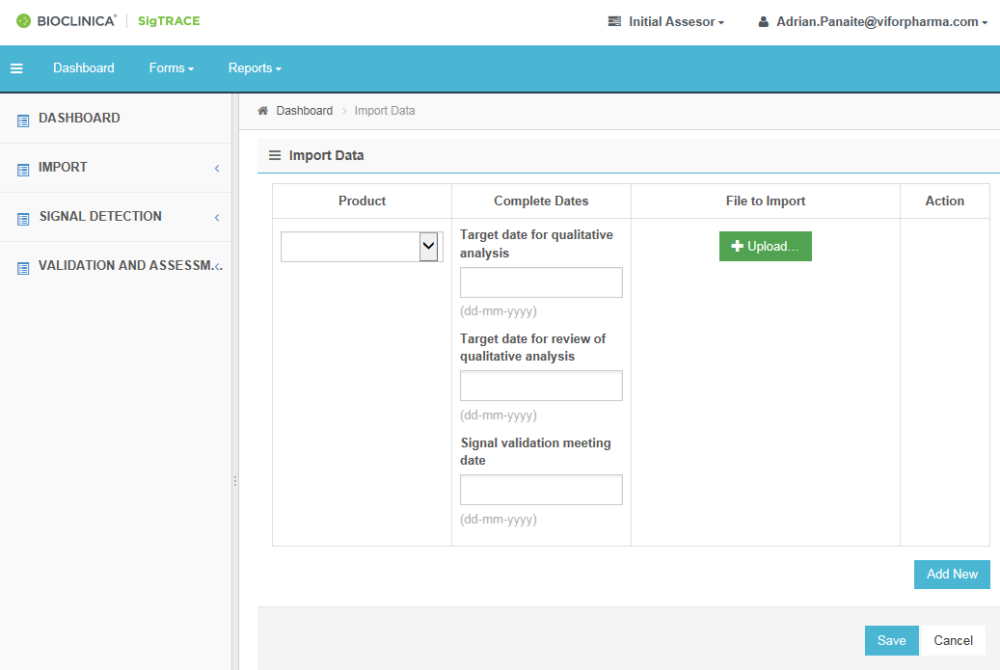 BIOCLINICA® SigTRACE
Initial Assesor
Adrian.Panaite@viforpharma.com
Dashboard Forms Reports
DASHBOARD
IMPORT
SIGNAL DETECTION
VALIDATION AND ASSESSM...
Dashboard > Import Data
Import Data
Product Complete Dates File to Import Action
Target date for qualitative
analysis
(dd-mm-yyyy)
Target date for review of
qualitative analysis
(dd-mm-yyyy)
Signal validation meeting
date
(dd-mm-yyyy)
Upload...
Add New
Save Cancel